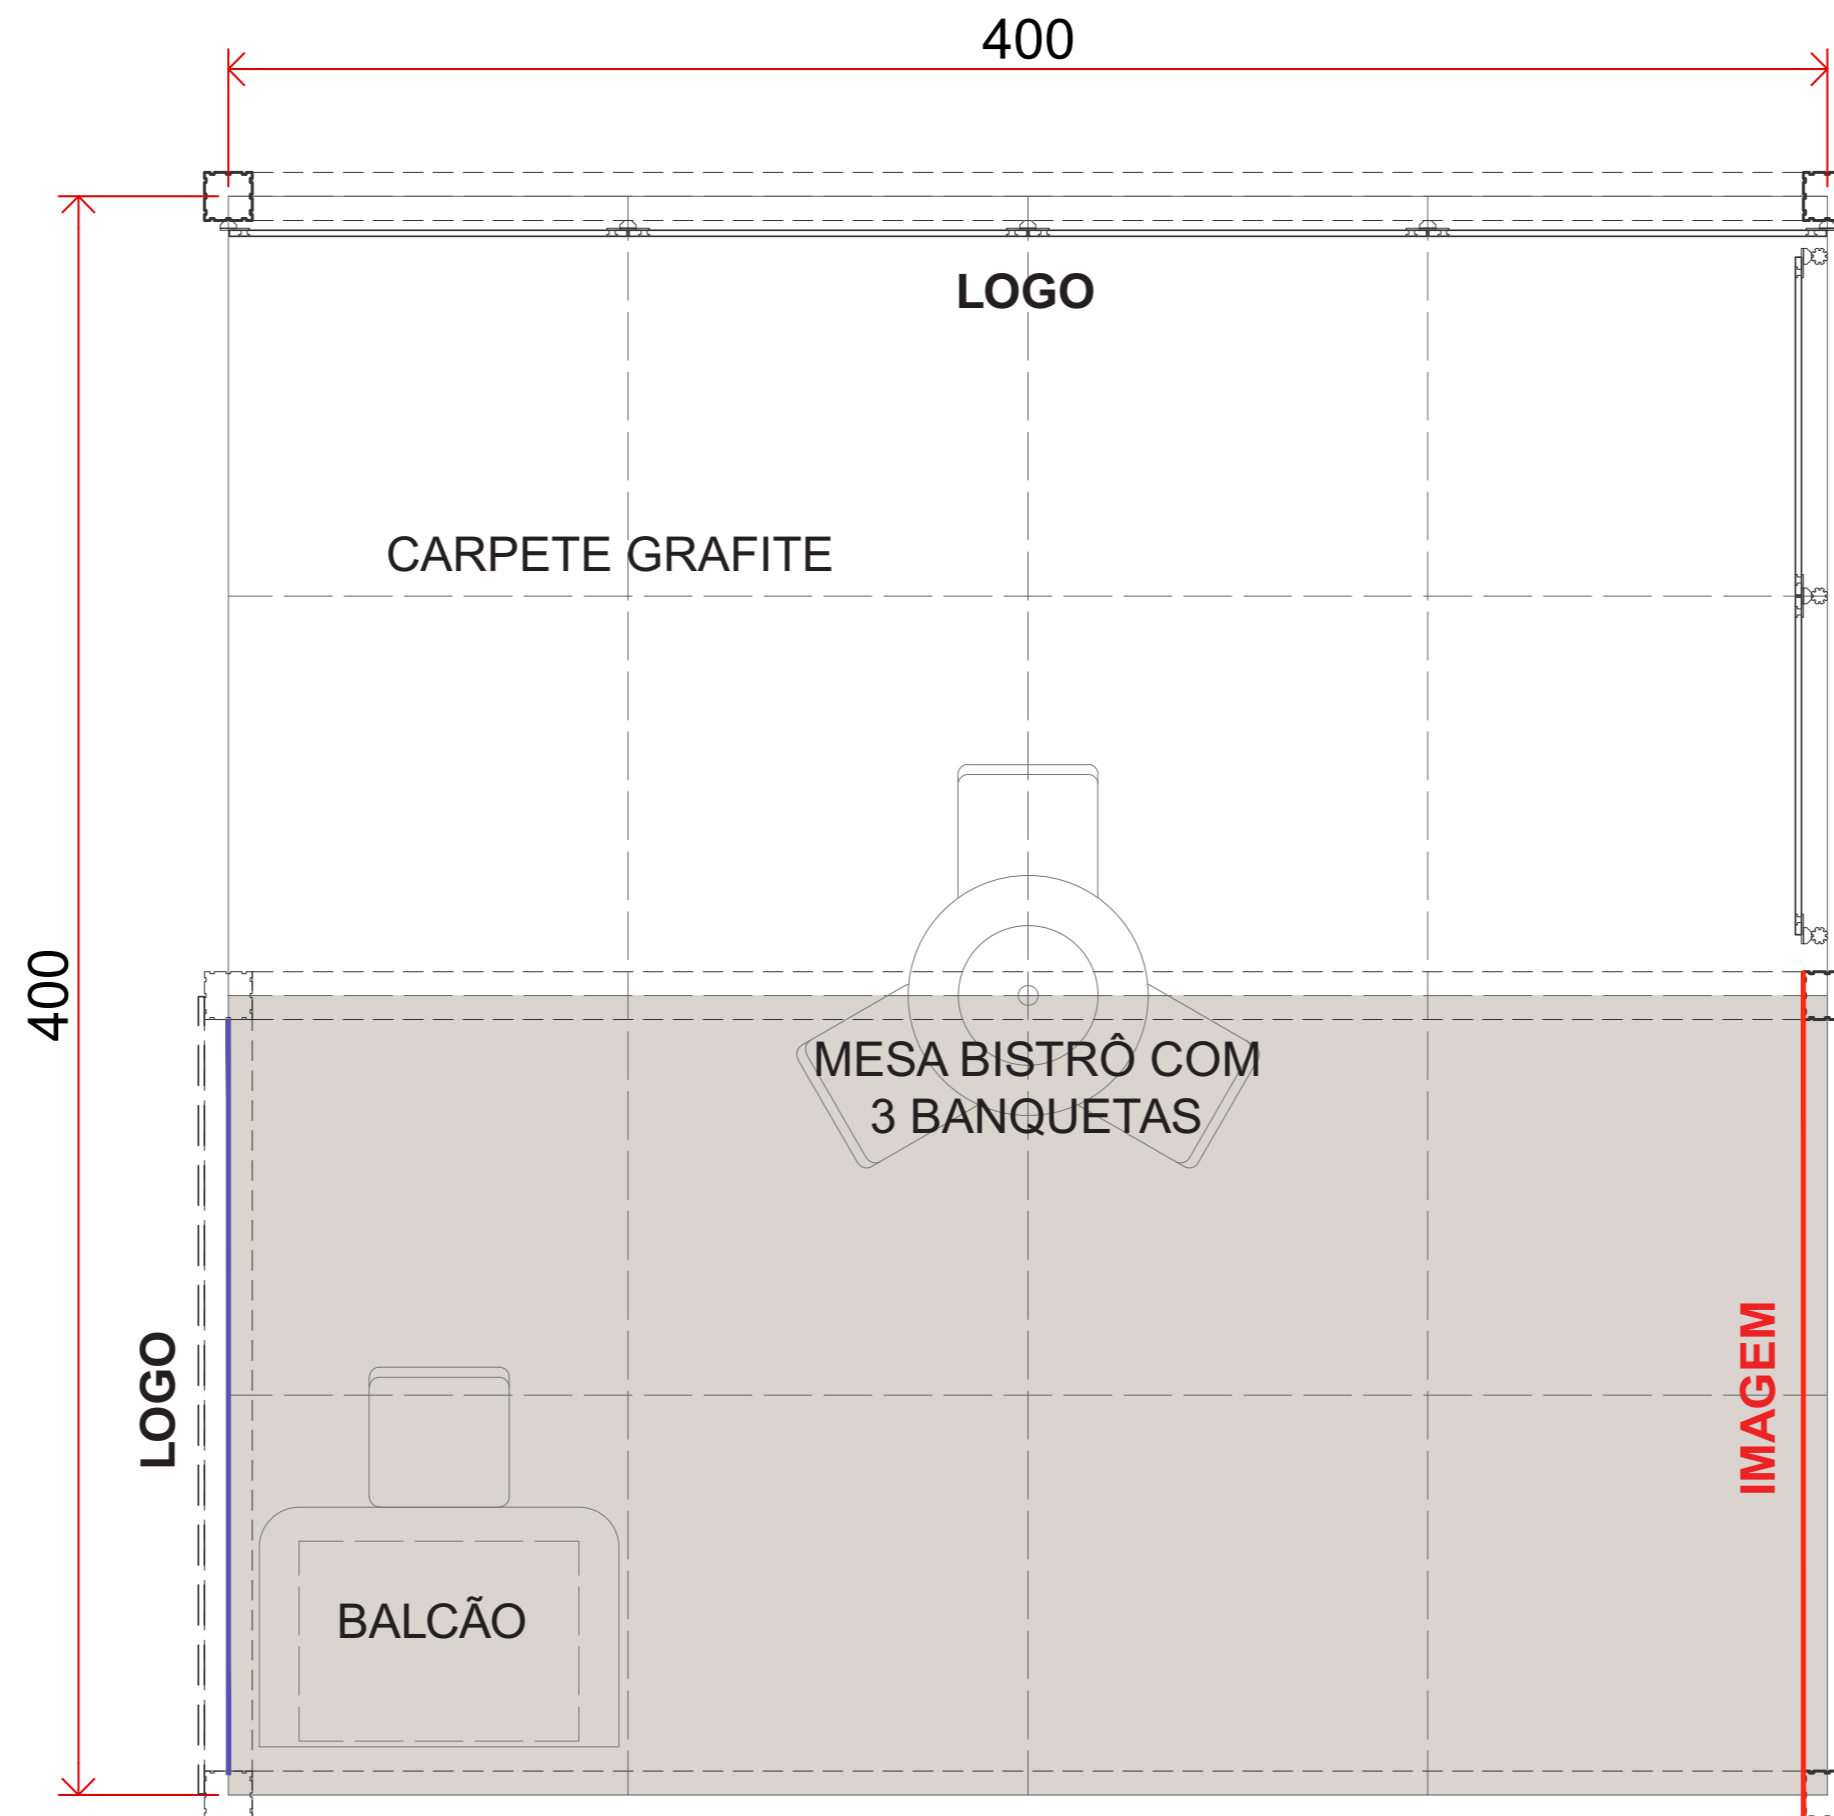 400
LOGO
CARPETE GRAFITE
400
MESA BISTRÔ COM
3 BANQUETAS
LOGO
IMAGEM
BALCÃO